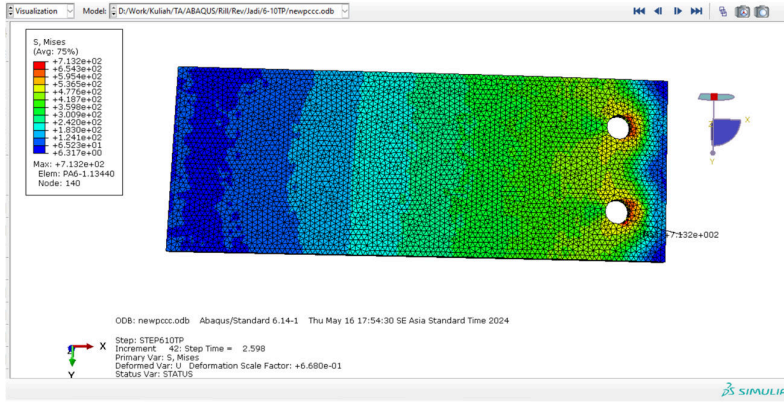 Visualization Model: D:/Work/Kuliah/TA/ABAQUS/Rill/Rev/Jadi/6-10TP/newpccc.odb
S, Mises
(Avg: 75%)
+7.132e+02
+6.543e+02
+5.954e+02
+5.365e+02
+4.776e+02
+4.187e+02
+3.598e+02
+3.009e+02
+2.420e+02
+1.830e+02
+1.241e+02
+6.523e+01
+6.317e+00
Max: +7.132e+02
Elem: PA6-1.13440
Node: 140
X
Y
+7.132e+002
ODB: newpccc.odb Abaqus/Standard 6.14-1 Thu May 16 17:54:30 SE Asia Standard Time 2024
Step: STEP610TP
Increment 42: Step Time = 2.598
Primary Var: S, Mises
Deformed Var: U Deformation Scale Factor: +6.680e-01
Status Var: STATUS
X
Y
SIMULIA